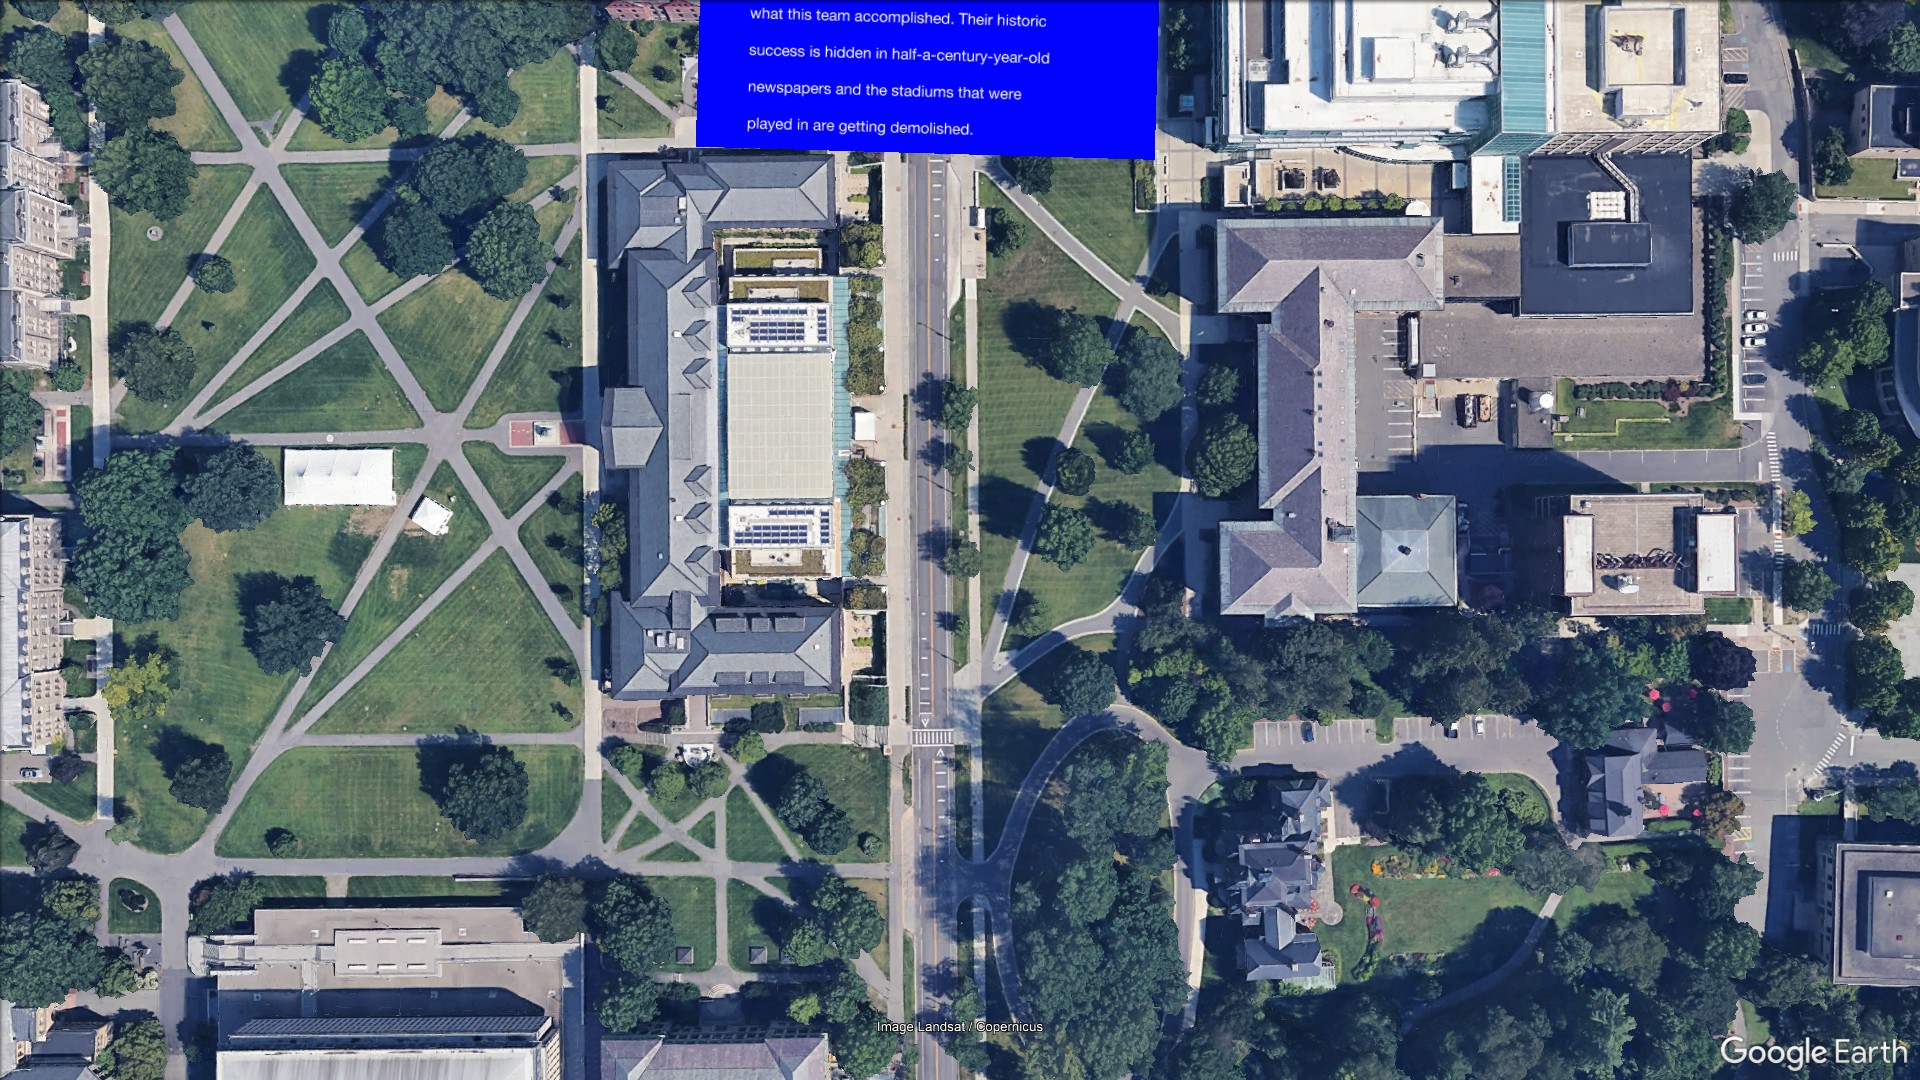 what this team accomplished. Their historic
success is hidden in half-a-century-year-old
newspapers and the stadiums that were
played in are getting demolished.
Image Landsat / Copernicus
Google Earth